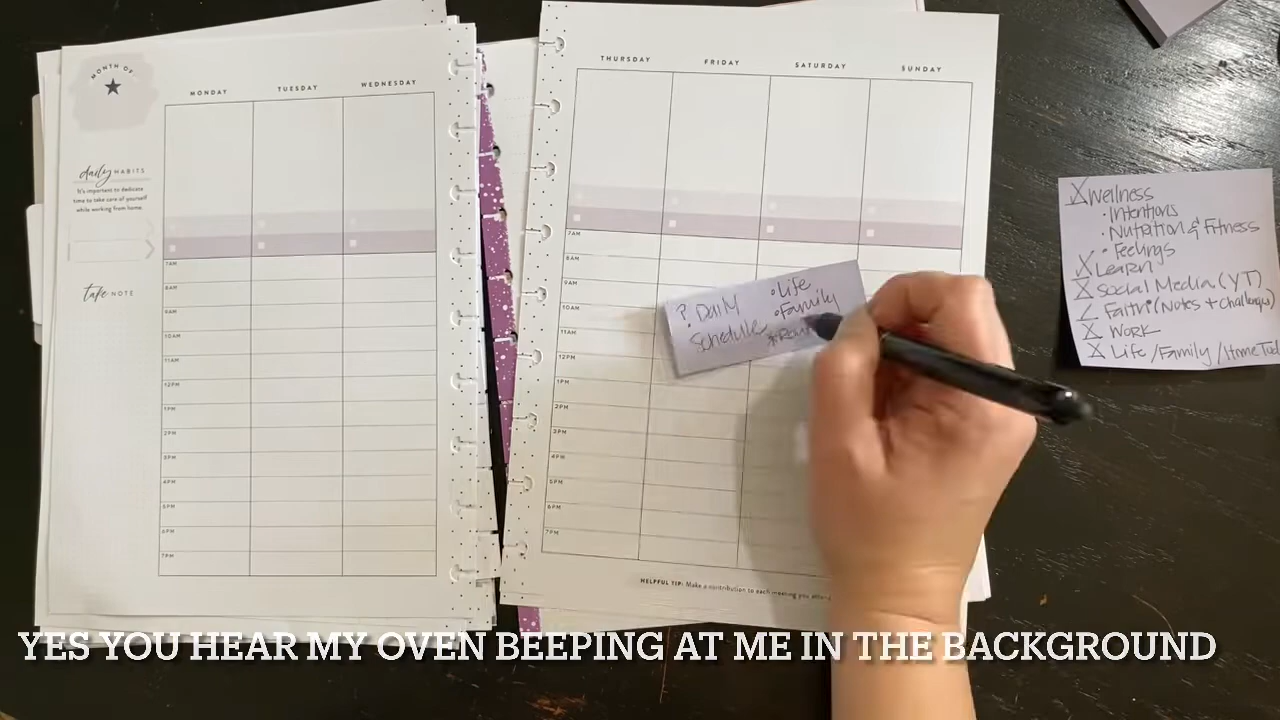 MONTH OF
MONDAY TUESDAY WEDNESDAY
daily HABITS
It's important to dedicate
time to take care of yourself
while working from home.
take NOTE
7AM
8AM
9AM
10AM
11AM
12PM
1PM
2PM
3PM
4PM
5PM
6PM
7PM
THURSDAY FRIDAY SATURDAY SUNDAY
7AM
8AM
9AM
10AM
11AM
12PM
1PM
2PM
3PM
4PM
5PM
6PM
7PM
HELPFUL TIP: Make a contribution to each meeting you
? Daily
Schedule
• Life
• Family
X Wellness
• Intentions
• Nutrition & Fitness
• Feelings
X Learn
X Social Media (YT)
Faith (Notes + challenges)
X Work
X Life/Family/Home
YES YOU HEAR MY OVEN BEEPING AT ME IN THE BACKGROUND